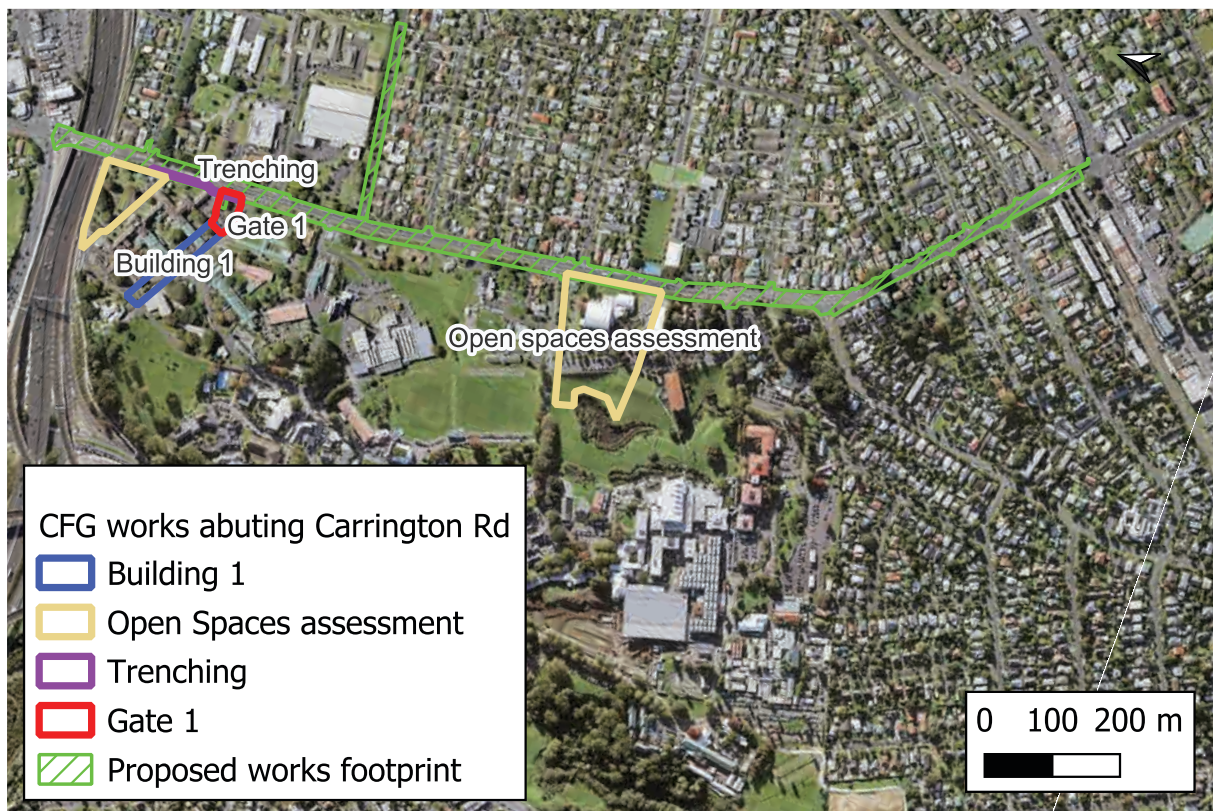 Trenching
Gate 1
Building 1
Open spaces assessment
CFG works abuting Carrington Rd
Building 1
Open Spaces assessment
Trenching
Gate 1
Proposed works footprint
0 100 200 m